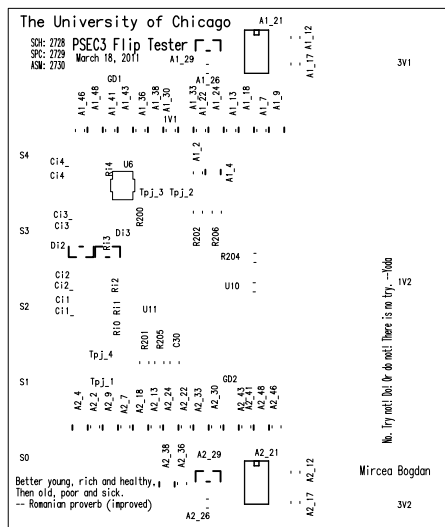 The University of Chicago
SCH: 2728
SPC: 2729
ASM: 2730
PSEC3 Flip Tester
March 18, 2011
A1_21
A1_12
A1_29
A1_17
3V1
A1_26
GD1
A1_46
A1_48
A1_41
A1_43
A1_36
A1_38
A1_30
A1_33
A1_22
A1_24
A1_13
A1_18
A1_7
A1_9
1V1
A1_2
S4
Ci4_
Ci4
Ri4
U6
A1_4
Tpj_3
Tpj_2
Ci3_
Ci3
R200
S3
Di2
Ri3
Di3
R202
R206
R204
Ci2
Ci2_
Ri2
U10
1V2
Ci1
Ci1_
Ri1
U11
S2
Ri0
R201
R205
C30
Tpj_4
No. Try not! Do! Or do not! There is no try. --Yoda
S1
Tpj_1
GD2
A2_4
A2_2
A2_9
A2_7
A2_18
A2_13
A2_24
A2_22
A2_33
A2_30
A2_43
A2_41
A2_48
A2_46
S0
A2_38
A2_36
A2_29
A2_21
A2_12
Mircea Bogdan
Better young, rich and healthy,
Then old, poor and sick.
-- Romanian proverb (improved)
A2_17
A2_26
3V2